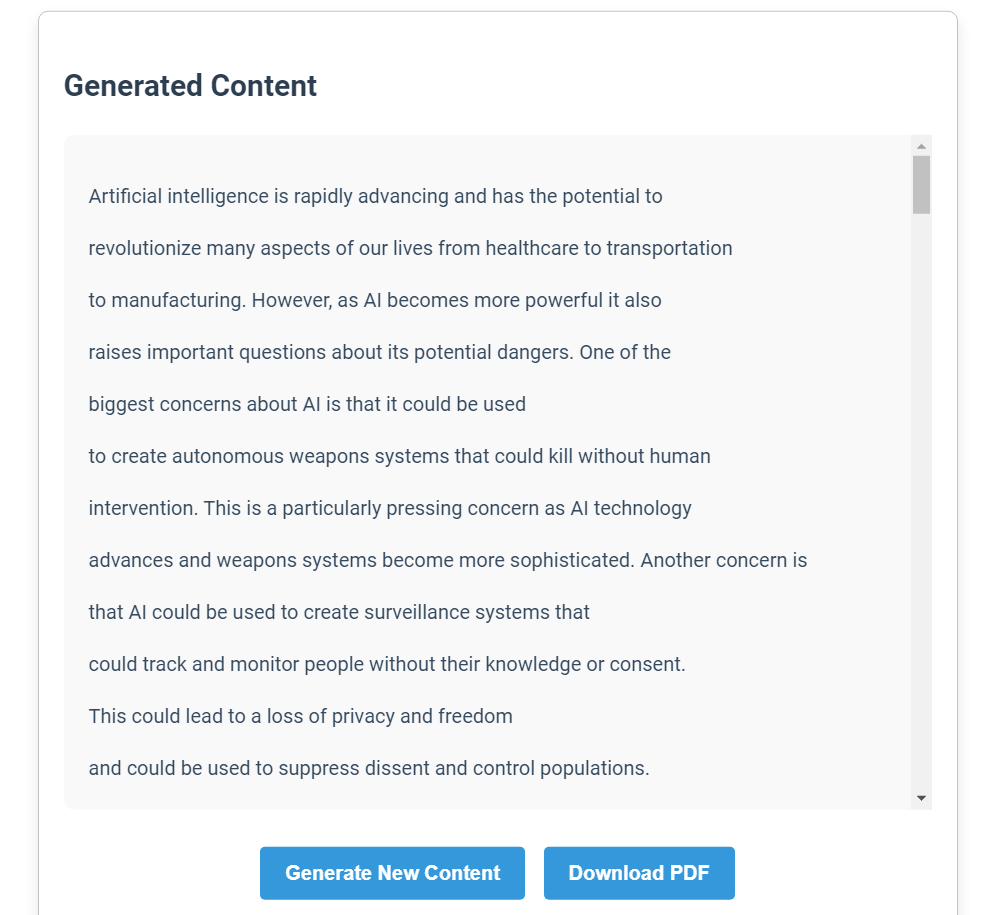 Generated Content
Artificial intelligence is rapidly advancing and has the potential to
revolutionize many aspects of our lives from healthcare to transportation
to manufacturing. However, as AI becomes more powerful it also
raises important questions about its potential dangers. One of the
biggest concerns about AI is that it could be used
to create autonomous weapons systems that could kill without human
intervention. This is a particularly pressing concern as AI technology
advances and weapons systems become more sophisticated. Another concern is
that AI could be used to create surveillance systems that
could track and monitor people without their knowledge or consent.
This could lead to a loss of privacy and freedom
and could be used to suppress dissent and control populations.
Generate New Content
Download PDF